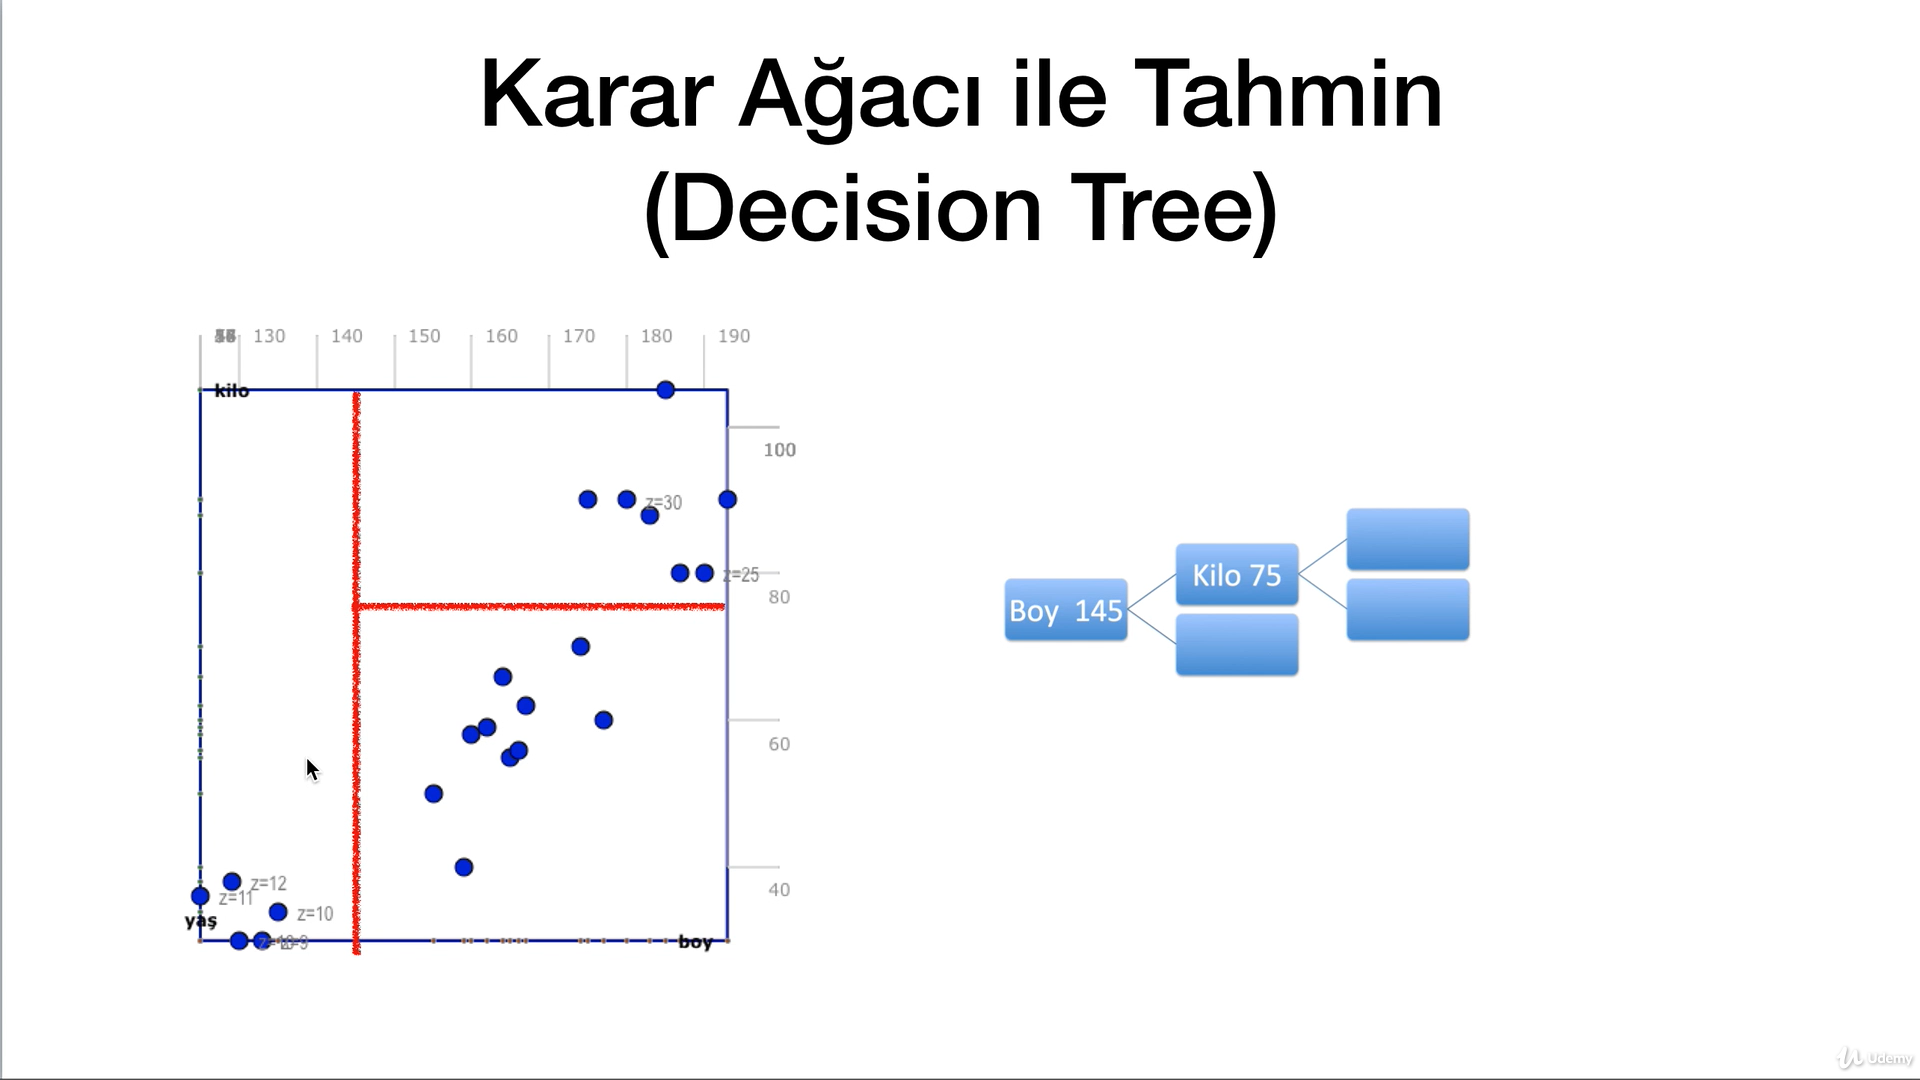 Karar Ağacı ile Tahmin
(Decision Tree)
130 140 150 160 170 180 190
kilo
100
z=30
z=25
80
60
40
z=12
z=11
z=10
yaş
boy
Kilo 75
Boy 145
Udemy